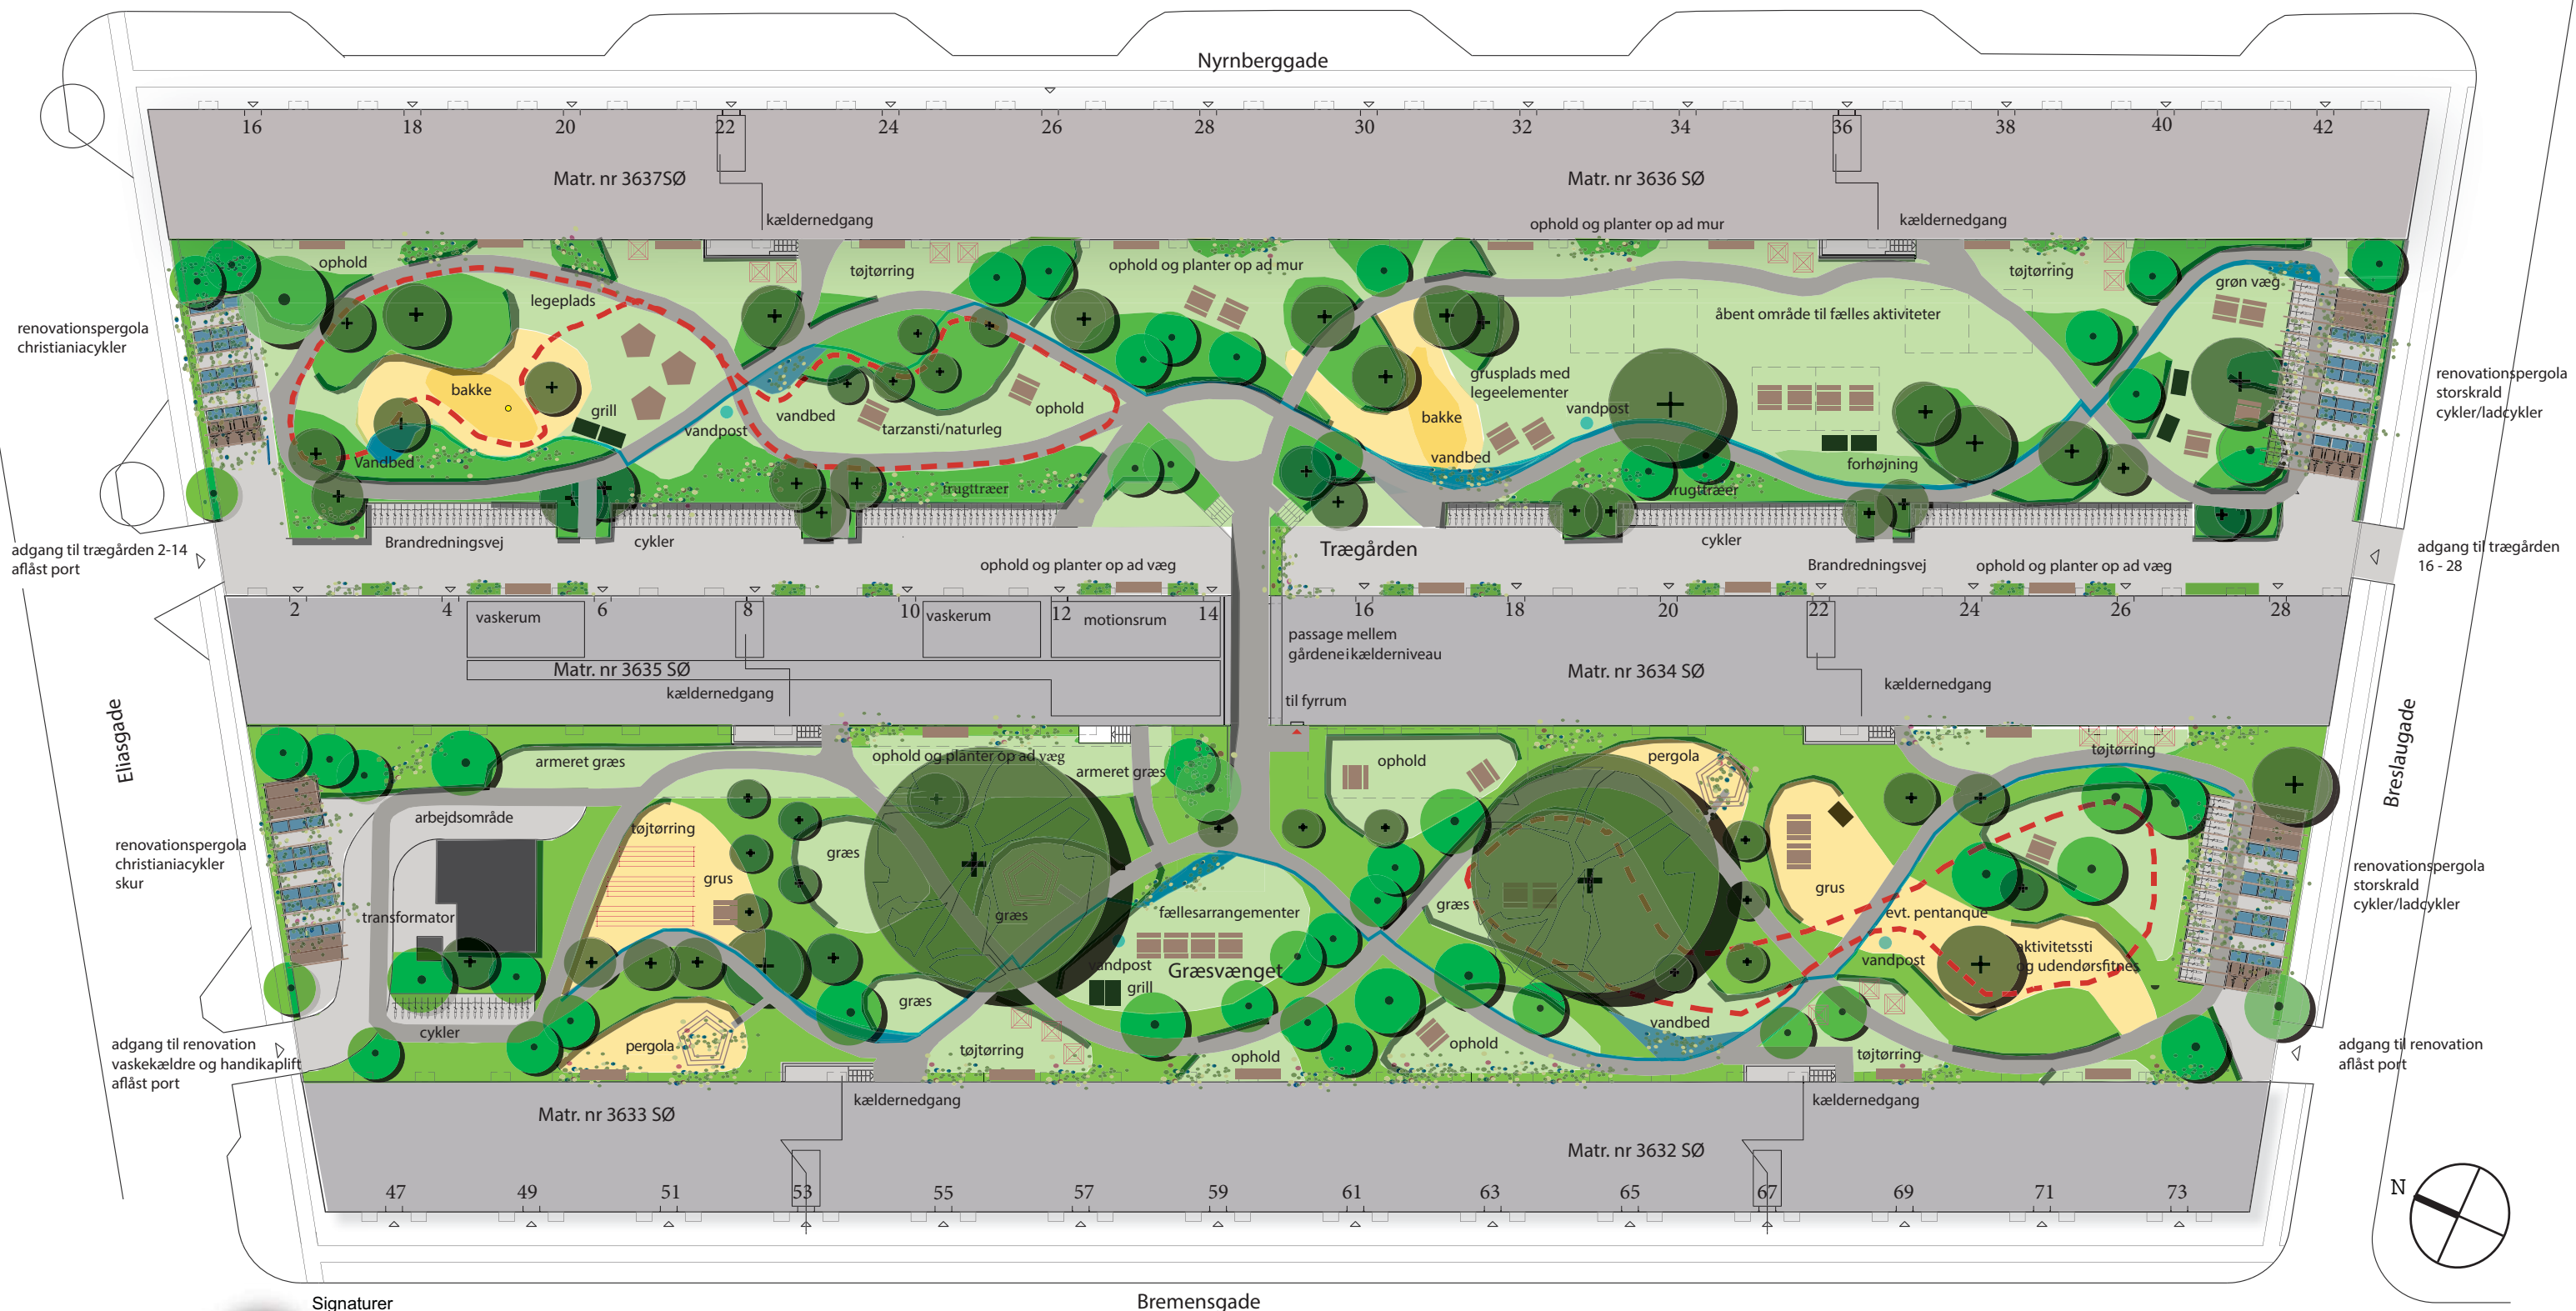 Nyrnberggade
16 18 20 22 24 26 28 30 32 34 36 38 40 42
Matr. nr 3637SØ
Matr. nr 3636 SØ
kældernedgang
ophold og planter op ad mur
kældernedgang
ophold
tøjtørring
ophold og planter op ad mur
tøjtørring
grøn væg
legeplads
åbent område til fælles aktiviteter
renovationspergola
christianiacykler
bakke
grill
vandpost
vandbed
tarzansti/naturleg
ophold
Vandbed
grusplads med
legeelementer
vandpost
bakke
vandbed
forhøjning
renovationspergola
storskrald
cykler/ladcykler
frugttræer
frugttræer
Brandredningsvej
cykler
ophold og planter op ad væg
Trægården
cykler
Brandredningsvej
ophold og planter op ad væg
adgang til trægården 2-14
aflåst port
adgang til trægården
16 - 28
2 4 6 8 10 12 14 16 18 20 22 24 26 28
vaskerum
vaskerum
motionsrum
passage mellem
gårdene i kælderniveau
Matr. nr 3635 SØ
Matr. nr 3634 SØ
kældernedgang
kældernedgang
til fyrrum
Eliasgade
Breslaugade
armeret græs
ophold og planter op ad væg
armeret græs
ophold
pergola
tøjtørring
arbejdsområde
tøjtørring
græs
grus
græs
fællesarrangementer
græs
grus
evt. pentanque
renovationspergola
christianiacykler
skur
transformator
vandpost
Græsvænget
grill
græs
vandpost
aktivitetssti
og udendørsfitnes
renovationspergola
storskrald
cykler/ladcykler
cykler
pergola
tøjtørring
ophold
ophold
vandbed
tøjtørring
adgang til renovation
vaskekældre og handikaplift
aflåst port
adgang til renovation
aflåst port
kældernedgang
kældernedgang
Matr. nr 3633 SØ
Matr. nr 3632 SØ
47 49 51 53 55 57 59 61 63 65 67 69 71 73
N
Signaturer
Bremensgade